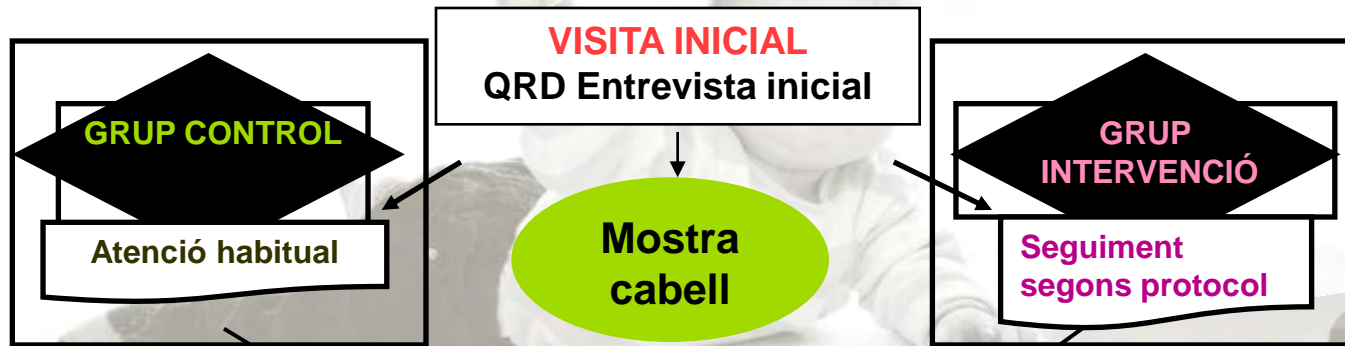 VISITA INICIAL
QRD Entrevista inicial
GRUP CONTROL
Atenció habitual
Mostra
cabell
GRUP
INTERVENCIÓ
Seguiment
segons protocol